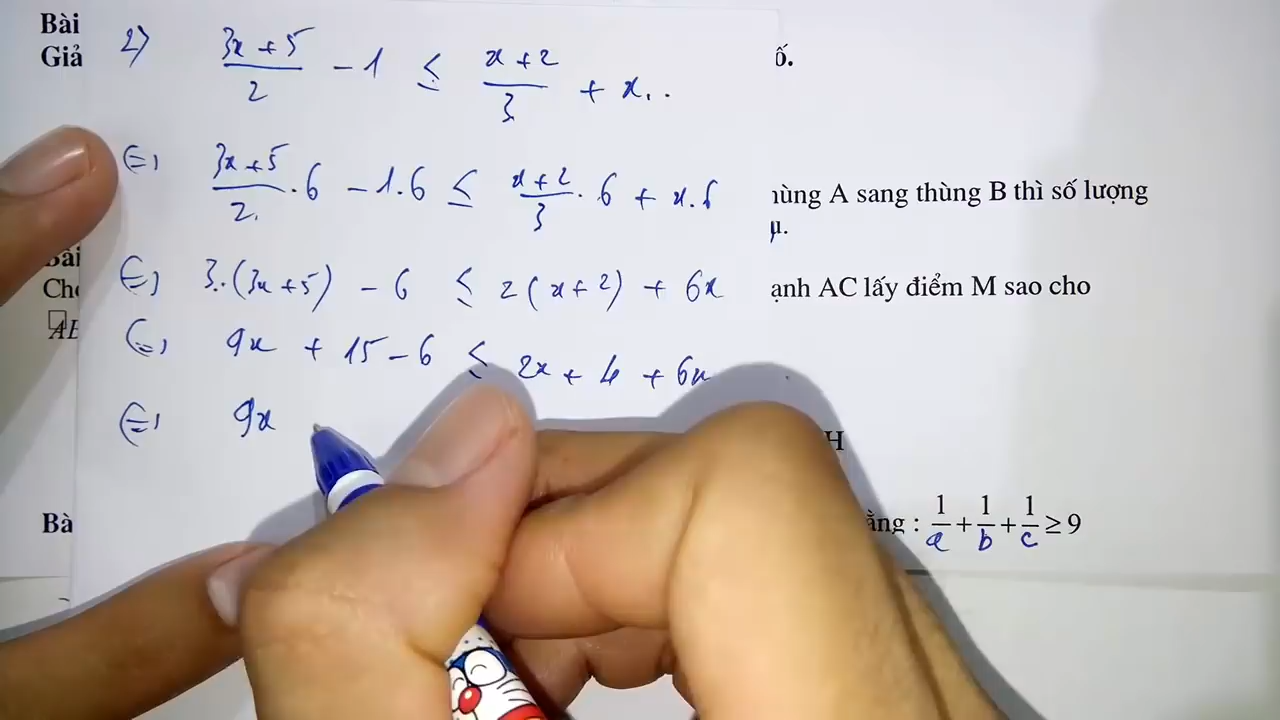 Bài
Giả
2) (3x+5)/2 - 1 ≤ (x+2)/3 + x..
ố.
(=) (3x+5)/2. . 6 - 1.6 ≤ (x+2)/3 . 6 + x.6
hùng A sang thùng B thì số lượng
Bài
(=) 3.(3x+5) - 6 ≤ 2(x+2) + 6x
Cho
ạnh AC lấy điểm M sao cho
(=) 9x + 15 - 6 ≤ 2x + 4 + 6x
(=) 9x
H
Bà
ằng : 1/a + 1/b + 1/c ≥ 9